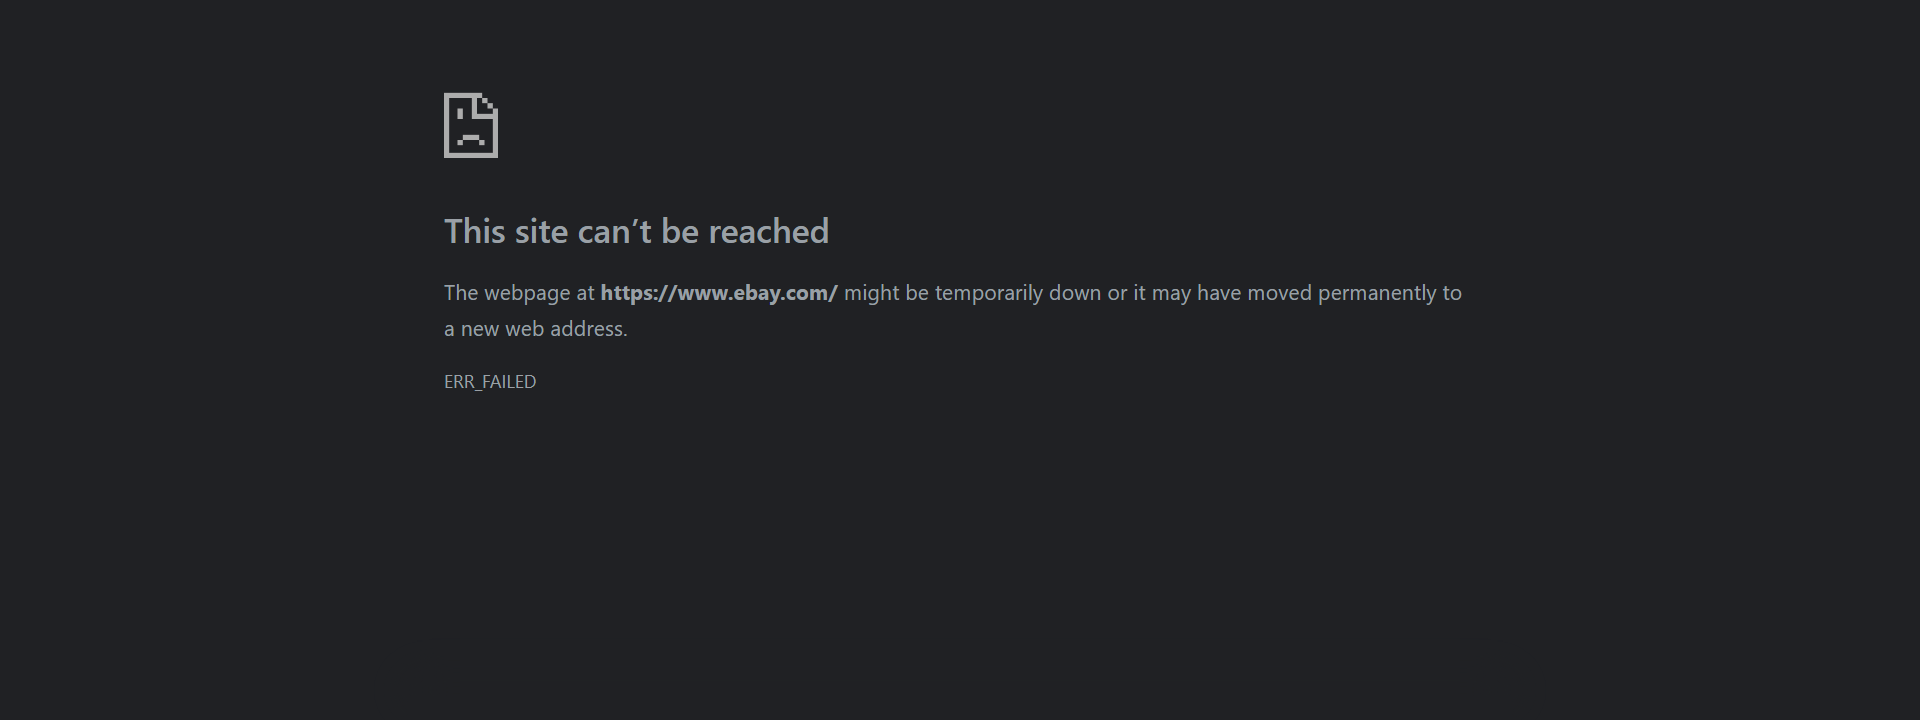 This site can’t be reached
The webpage at https://www.ebay.com/ might be temporarily down or it may have moved permanently to
a new web address.
ERR_FAILED